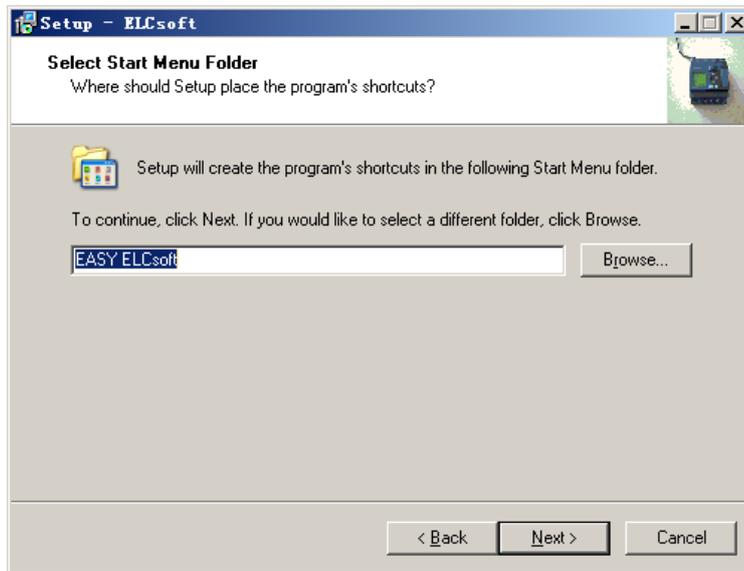 Setup - ELCsoft
Select Start Menu Folder
Where should Setup place the program's shortcuts?
Setup will create the program's shortcuts in the following Start Menu folder.
To continue, click Next. If you would like to select a different folder, click Browse.
EASY ELCsoft
Browse...
< Back
Next >
Cancel